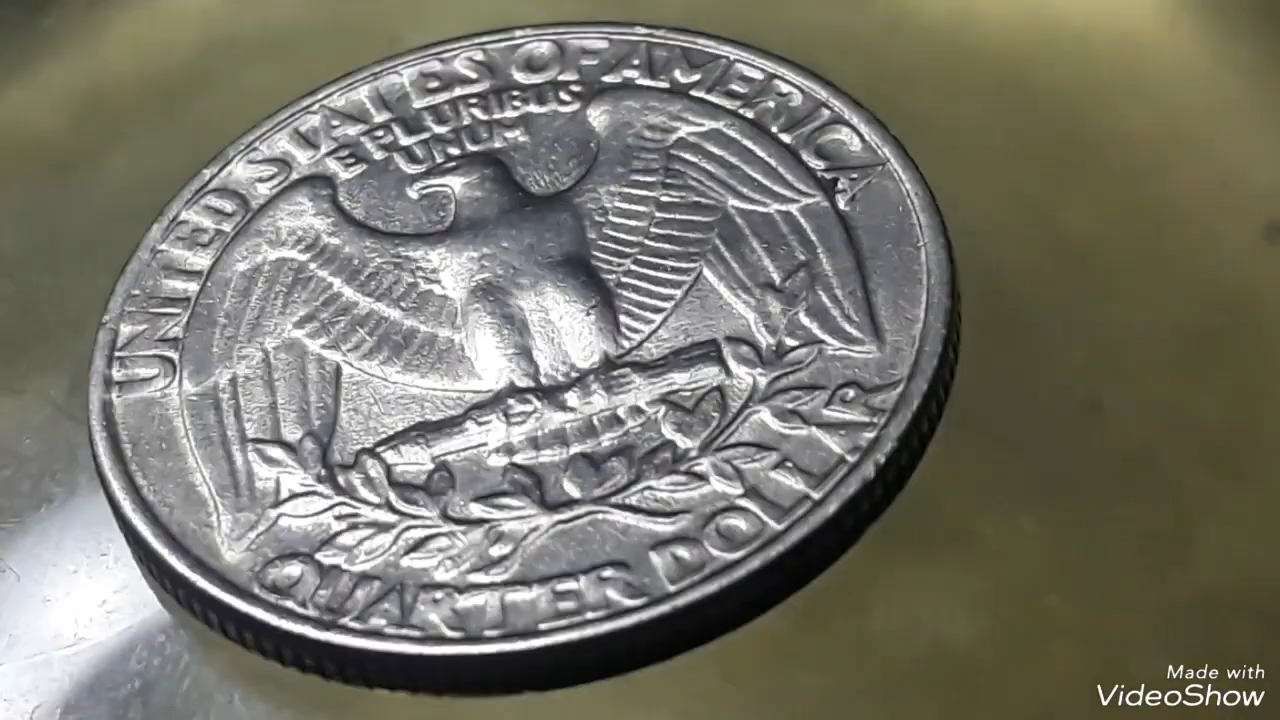 UNITED STATES OF AMERICA
E PLURIBUS
UNUM
QUARTER DOLLAR
Made with
VideoShow